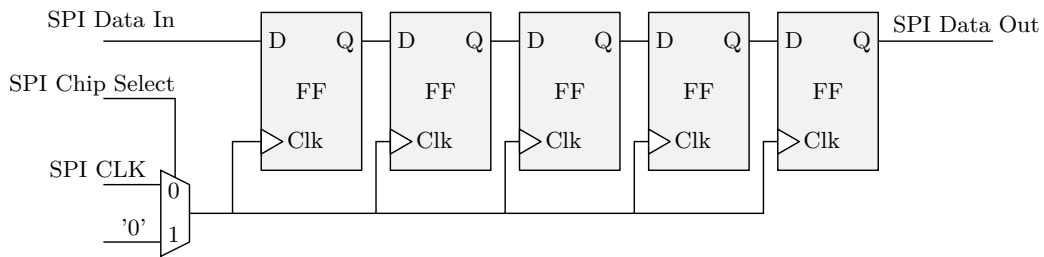 SPI Data In
D Q D Q D Q D Q D Q
SPI Data Out
SPI Chip Select
FF FF FF FF FF
Clk Clk Clk Clk Clk
SPI CLK
0
'0'
1